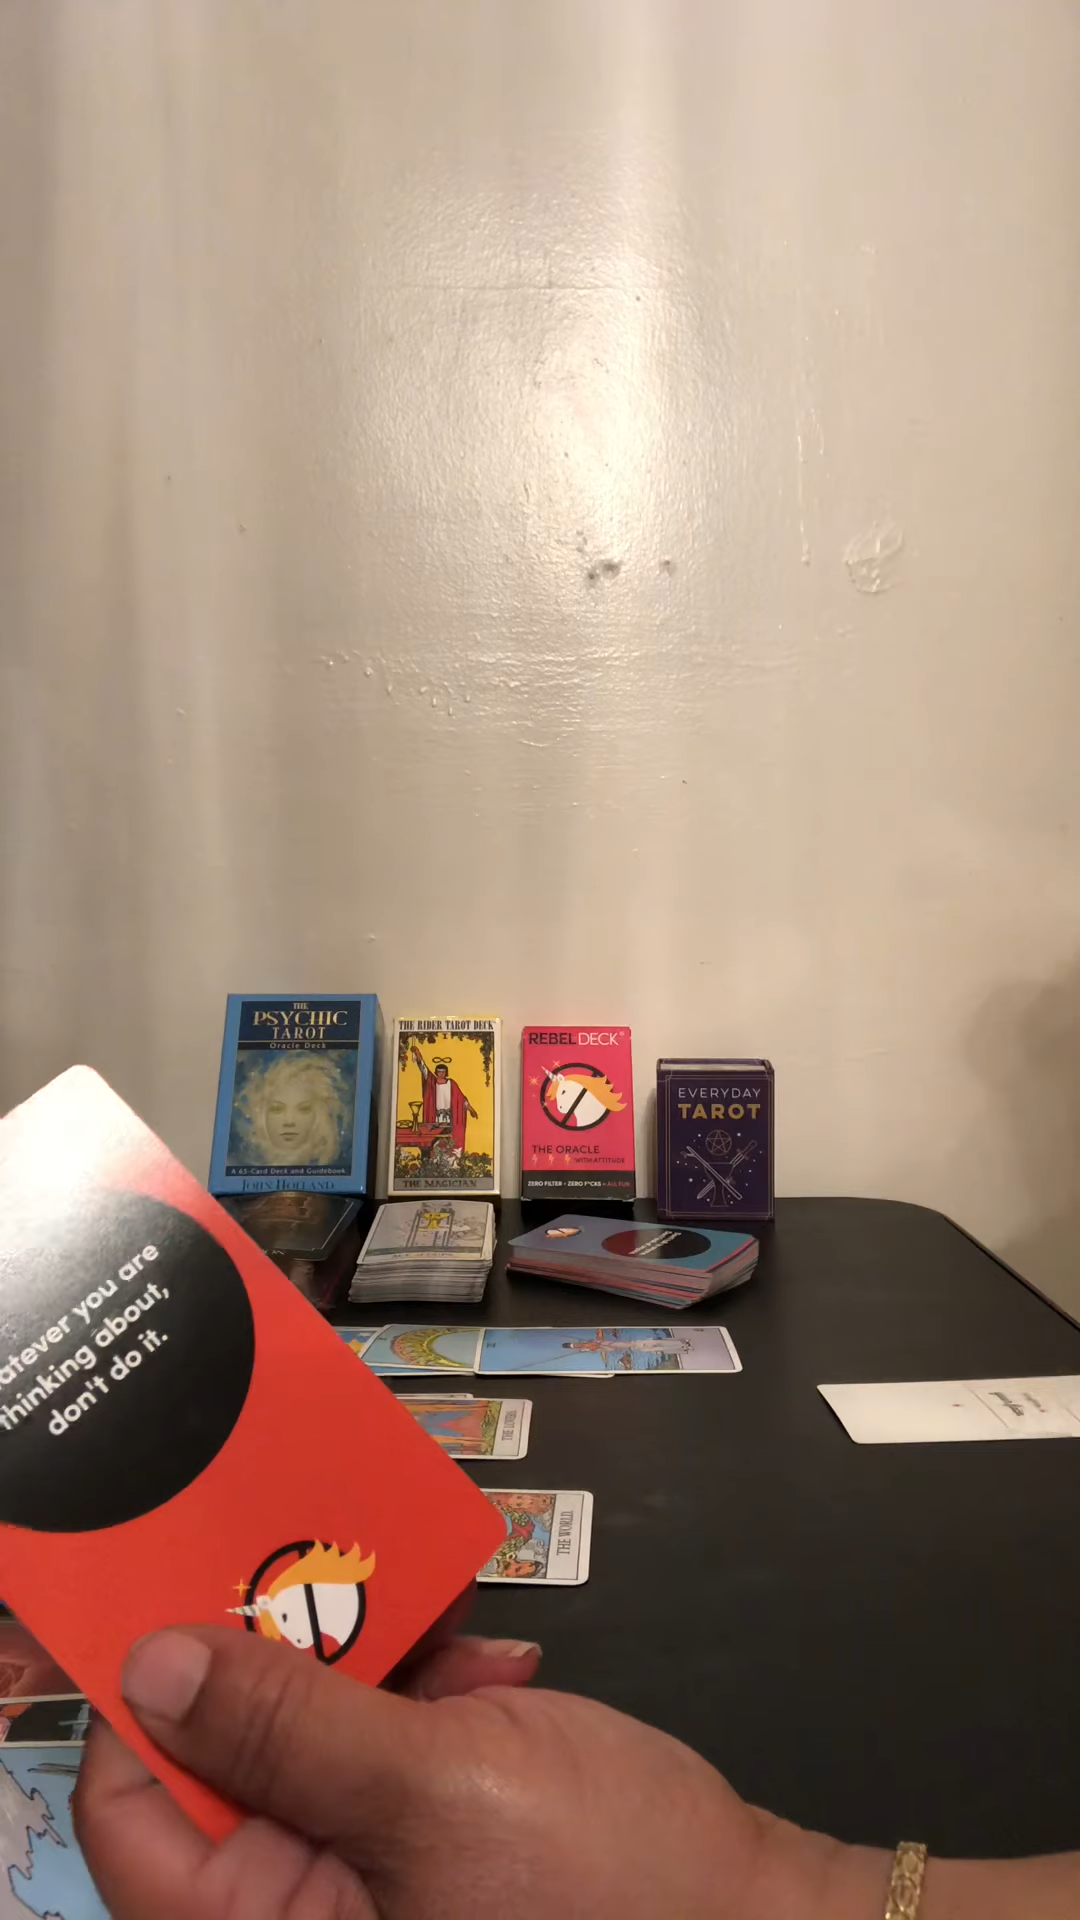 THE
PSYCHIC
TAROT
Oracle Deck
A 65-Card Deck and Guidebook
JOHN HOLLAND
THE RIDER TAROT DECK
I
THE MAGICIAN
REBEL DECK
THE ORACLE
WITH ATTITUDE
ZERO FILTER - ZERO F*CKS - ALL FUN
EVERYDAY
TAROT
you are
thinking about,
don't do it.
THE LOVERS
THE WORLD.